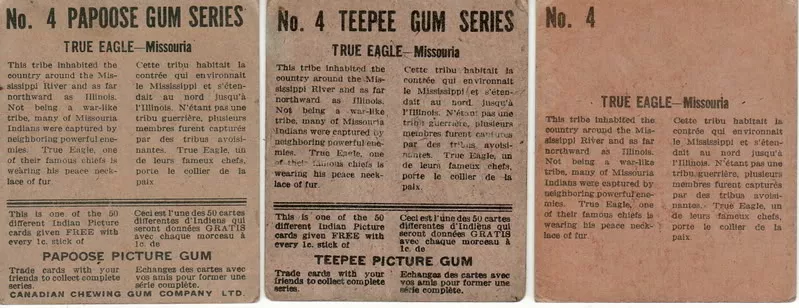 No. 4 PAPOOSE GUM SERIES
TRUE EAGLE—Missouria
This tribe inhabited the
country around the Mis-
sissippi River and as far
northward as Illinois.
Not being a war-like
tribe, many of Missouria
Indians were captured by
neighboring powerful ene-
mies. True Eagle, one
of their famous chiefs is
wearing his peace neck-
lace of fur.
Cette tribu habitait la
contrée qui environnait
le Mississippi et s'éten-
dait au nord jusqu'à
l'Illinois. N'étant pas une
tribu guerrière, plusieurs
membres furent capturés
par des tribus avoisi-
nantes. True Eagle, un
de leurs fameux chefs,
porte le collier de la
paix
This is one of the 50
different Indian Picture
cards given FREE with
every 1c. stick of
Ceci est l'une des 50 cartes
différentes d'Indiens qui
seront données GRATIS
avec chaque morceau à
1c. de
PAPOOSE PICTURE GUM
Trade cards with your
friends to collect complete
series.
Echangez des cartes avec
vos amis pour former une
série complète.
CANADIAN CHEWING GUM COMPANY LTD.
No. 4 TEEPEE GUM SERIES
TRUE EAGLE—Missouria
This tribe inhabited the
country around the Mis-
sissippi River and as far
northward as Illinois.
Not being a war-like
tribe, many of Missouria
Indians were captured by
neighboring powerful ene-
mies. True Eagle, one
of their famous chiefs is
wearing his peace neck-
lace of fur.
Cette tribu habitait la
contrée qui environnait
le Mississippi et s'éten-
dait au nord jusqu'à
l'Illinois. N'étant pas une
tribu guerrière, plusieurs
membres furent capturés
par des tribus avoisi-
nantes. True Eagle, un
de leurs fameux chefs,
porte le collier de la
paix
This is one of the 50
different Indian Picture
cards given FREE with
every 1c. stick of
Ceci est l'une des 50 cartes
différentes d'Indiens qui
seront données GRATIS
avec chaque morceau à
1c. de
TEEPEE PICTURE GUM
Trade cards with your
friends to collect complete
series.
Echangez des cartes avec
vos amis pour former une
série complète.
No. 4
TRUE EAGLE—Missouria
This tribe inhabited the
country around the Mis-
sissippi River and as far
northward as Illinois.
Not being a war-like
tribe, many of Missouria
Indians were captured by
neighboring powerful ene-
mies. True Eagle, one
of their famous chiefs is
wearing his peace neck-
lace of fur.
Cette tribu habitait la
contrée qui environnait
le Mississippi et s'éten-
dait au nord jusqu'à
l'Illinois. N'étant pas une
tribu guerrière, plusieurs
membres furent capturés
par des tribus avoisi-
nantes. True Eagle, un
de leurs fameux chefs,
porte le collier de la
paix.